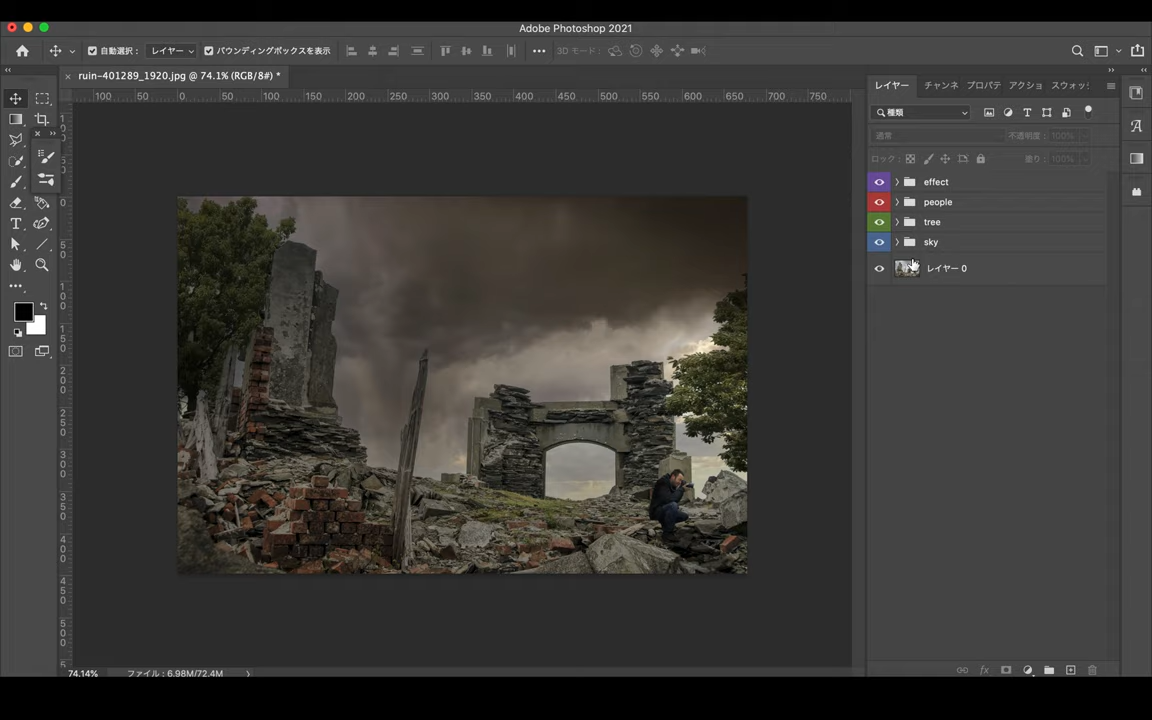 Adobe Photoshop 2021
自動選択： レイヤー バウンディングボックスを表示 3D モード：
ruin-401289_1920.jpg @ 74.1% (RGB/8#) *
レイヤー チャンネ プロパテ アクショ スウォッ
100 50 0 50 100 150 200 250 300 350 400 450 500 550 600 650 700 750
種類
通常 不透明度： 100%
ロック： 塗り： 100%
effect
people
tree
sky
レイヤー 0
74.14% ファイル : 6.98M/72.4M